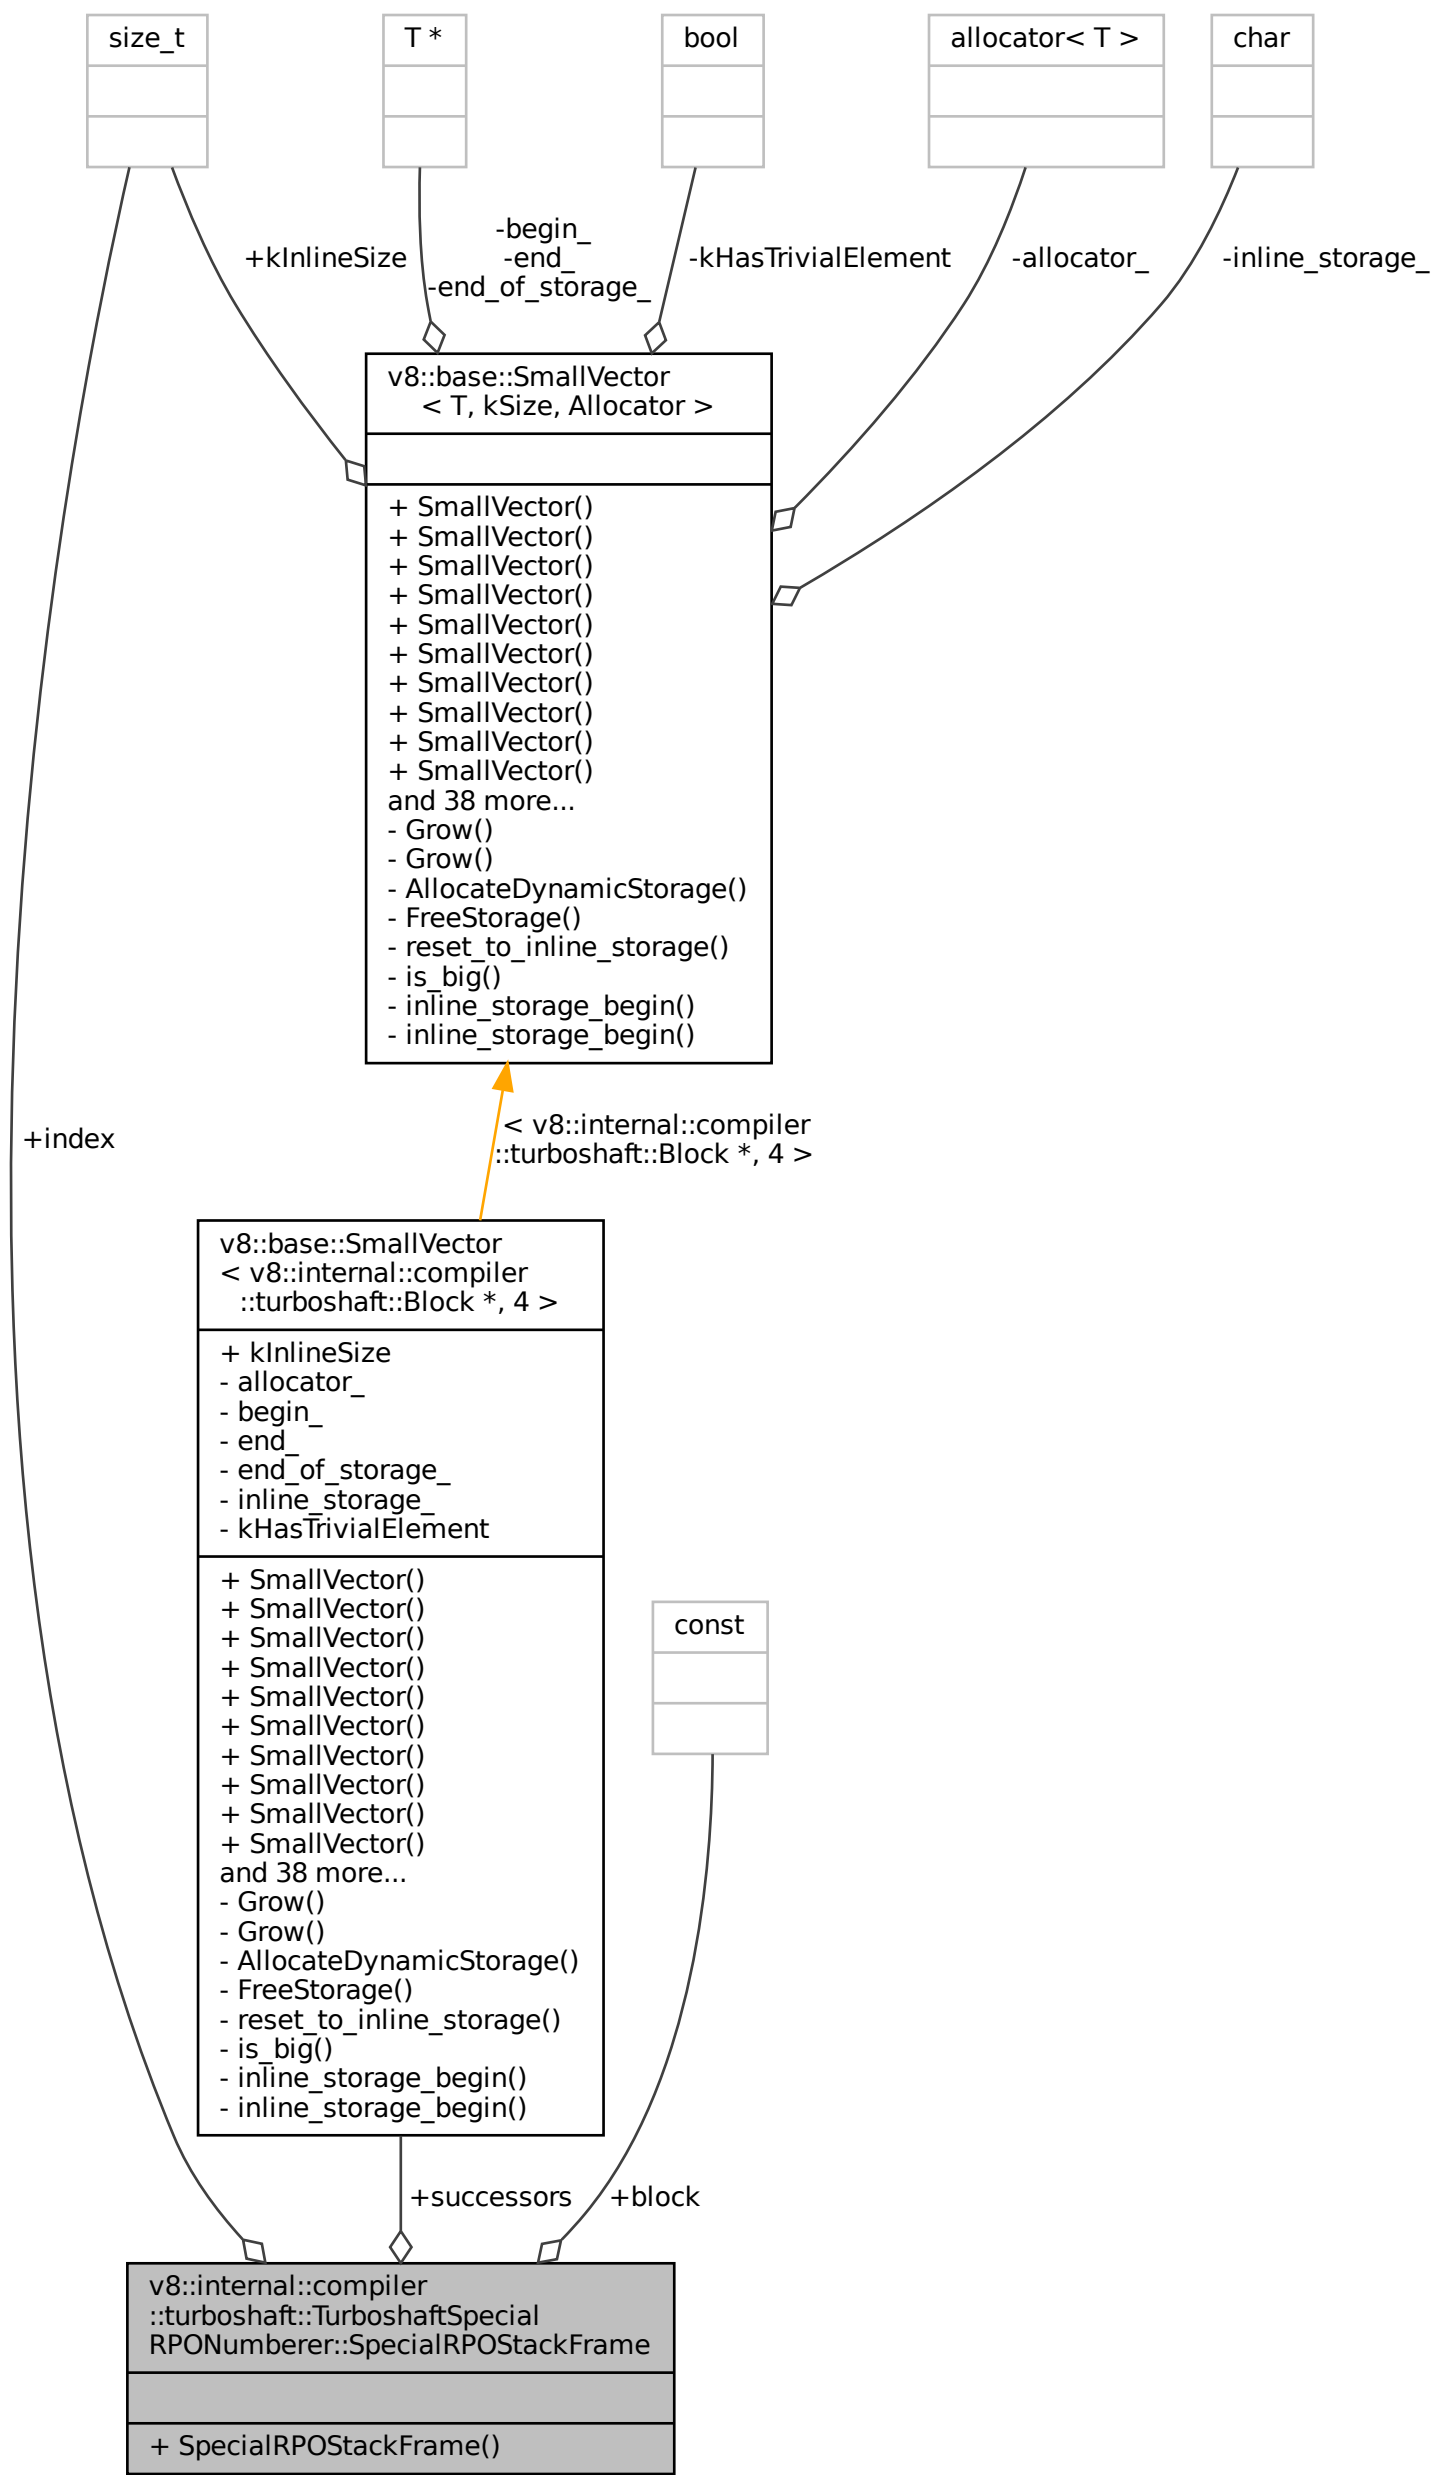 size_t
T *
bool
allocator< T >
char
+kInlineSize
-begin_
-end_
-end_of_storage_
-kHasTrivialElement
-allocator_
-inline_storage_
v8::base::SmallVector
< T, kSize, Allocator >
+ SmallVector()
+ SmallVector()
+ SmallVector()
+ SmallVector()
+ SmallVector()
+ SmallVector()
+ SmallVector()
+ SmallVector()
+ SmallVector()
+ SmallVector()
and 38 more...
- Grow()
- Grow()
- AllocateDynamicStorage()
- FreeStorage()
- reset_to_inline_storage()
- is_big()
- inline_storage_begin()
- inline_storage_begin()
+index
< v8::internal::compiler
::turboshaft::Block *, 4 >
v8::base::SmallVector
< v8::internal::compiler
::turboshaft::Block *, 4 >
+ kInlineSize
- allocator_
- begin_
- end_
- end_of_storage_
- inline_storage_
- kHasTrivialElement
+ SmallVector()
+ SmallVector()
+ SmallVector()
+ SmallVector()
+ SmallVector()
+ SmallVector()
+ SmallVector()
+ SmallVector()
+ SmallVector()
+ SmallVector()
and 38 more...
- Grow()
- Grow()
- AllocateDynamicStorage()
- FreeStorage()
- reset_to_inline_storage()
- is_big()
- inline_storage_begin()
- inline_storage_begin()
const
+successors
+block
v8::internal::compiler
::turboshaft::TurboshaftSpecial
RPONumberer::SpecialRPOStackFrame
+ SpecialRPOStackFrame()